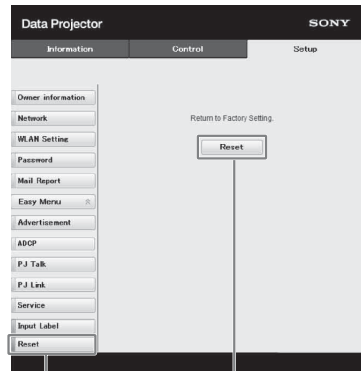 Data Projector
SONY
Information
Control
Setup
Owner information
Network
WLAN Setting
Password
Mail Report
Easy Menu
Advertisement
ADCP
PJ Talk
PJ Link
Service
Input Label
Reset
Return to Factory Setting.
Reset